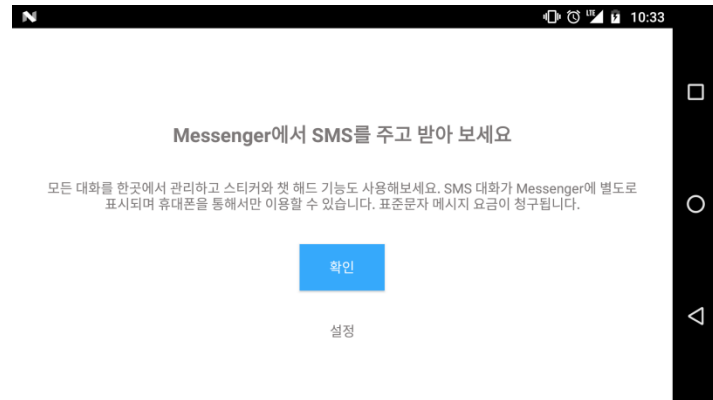 N LTE 10:33
Messenger에서 SMS를 주고 받아 보세요
모든 대화를 한곳에서 관리하고 스티커와 챗 해드 기능도 사용해보세요. SMS 대화가 Messenger에 별도로
표시되며 휴대폰을 통해서만 이용할 수 있습니다. 표준문자 메시지 요금이 청구됩니다.
확인
설정